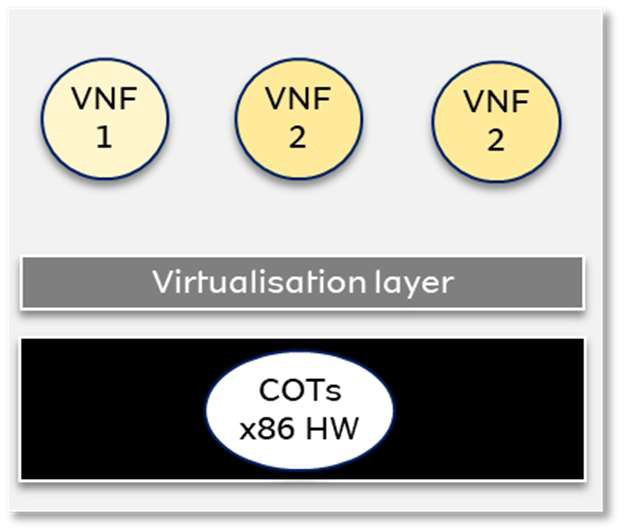 VNF
1
VNF
2
VNF
2
Virtualisation layer
COTs
x86 HW